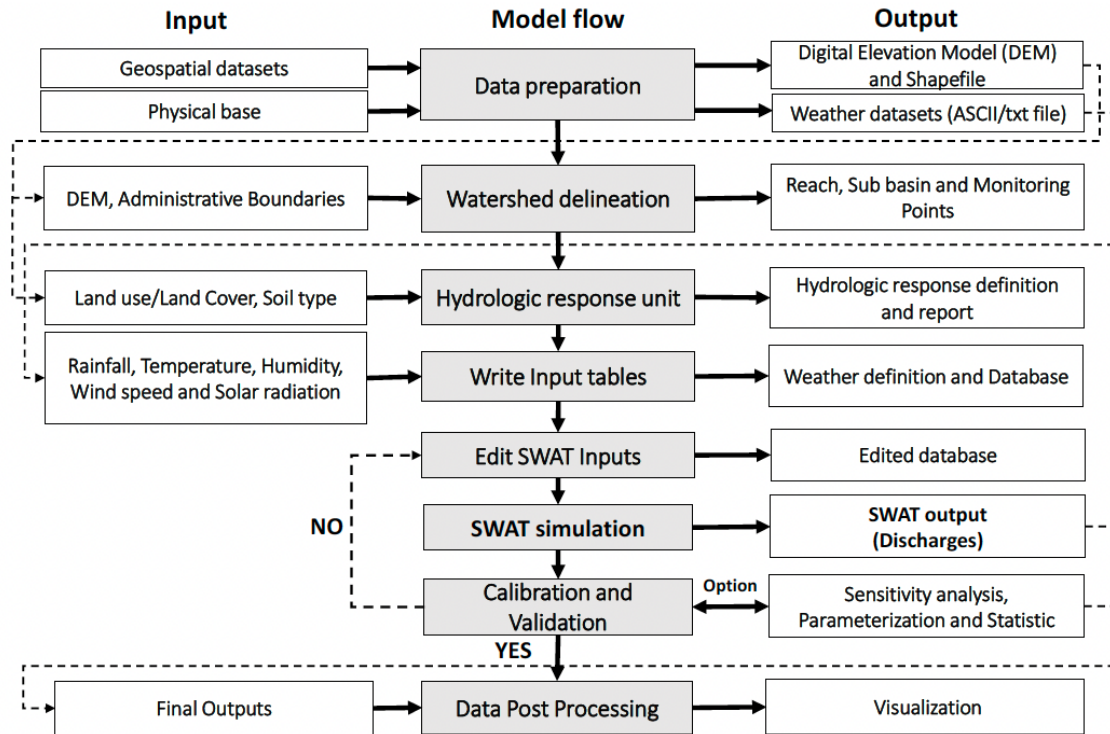 Input
Model flow
Output
Geospatial datasets
Data preparation
Digital Elevation Model (DEM)
and Shapefile
Physical base
Weather datasets (ASCII/txt file)
DEM, Administrative Boundaries
Watershed delineation
Reach, Sub basin and Monitoring
Points
Land use/Land Cover, Soil type
Hydrologic response unit
Hydrologic response definition
and report
Rainfall, Temperature, Humidity,
Wind speed and Solar radiation
Write Input tables
Weather definition and Database
Edit SWAT Inputs
Edited database
NO
SWAT simulation
SWAT output
(Discharges)
Calibration and
Validation
Option
Sensitivity analysis,
Parameterization and Statistic
YES
Final Outputs
Data Post Processing
Visualization